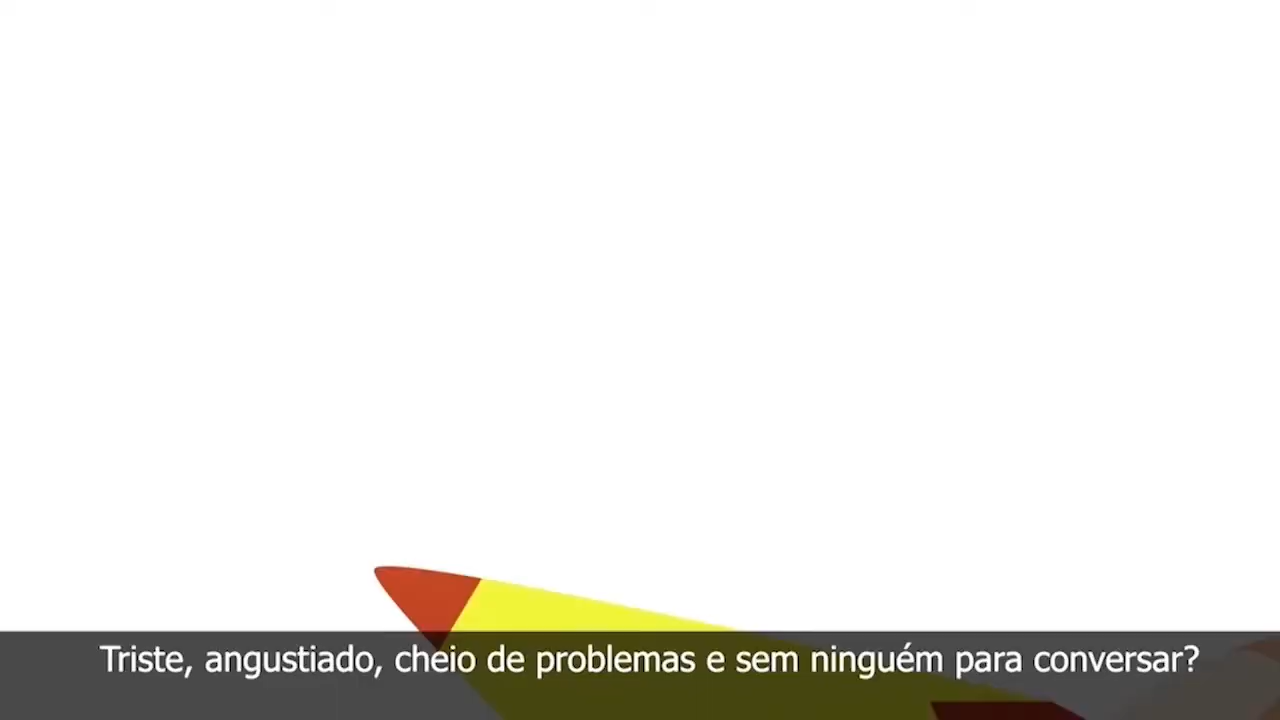 Triste, angustiado, cheio de problemas e sem ninguém para conversar?